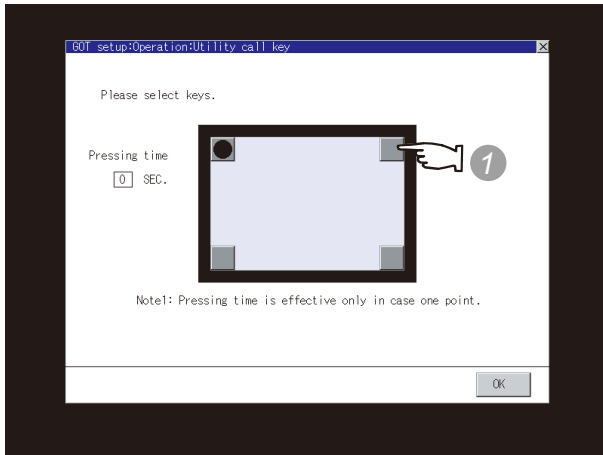 GOT setup:Operation:Utility call key
Please select keys.
Pressing time
0 SEC.
1
Note1: Pressing time is effective only in case one point.
OK